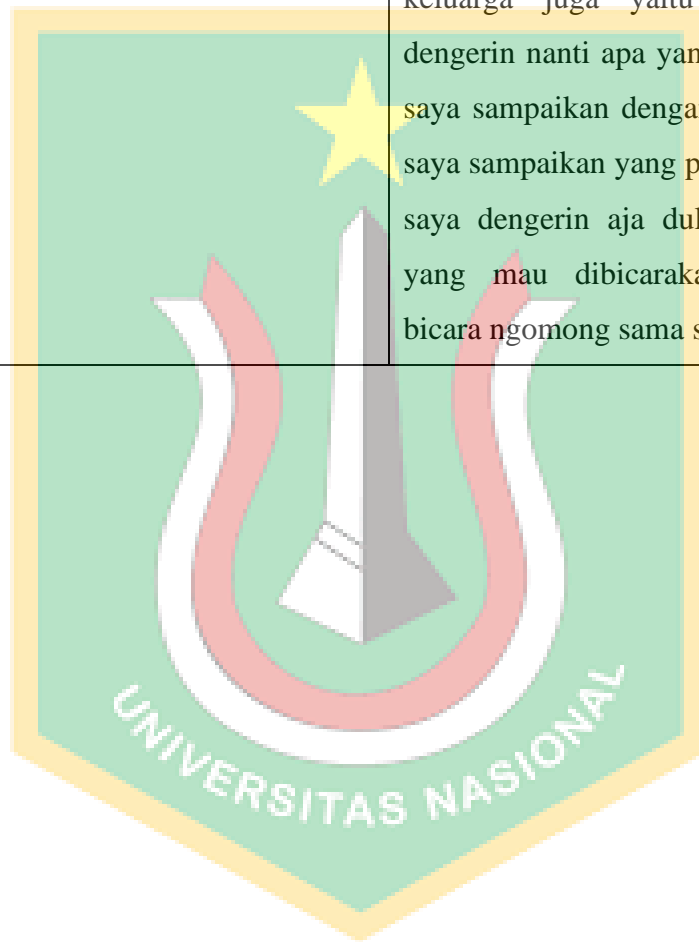 keluarga juga yaitu
dengerin nanti apa
saya sampaikan
saya sampaikan yang
saya dengerin aja
yang mau
bicara ngomong sama
UNIVERSITAS NASIONAL